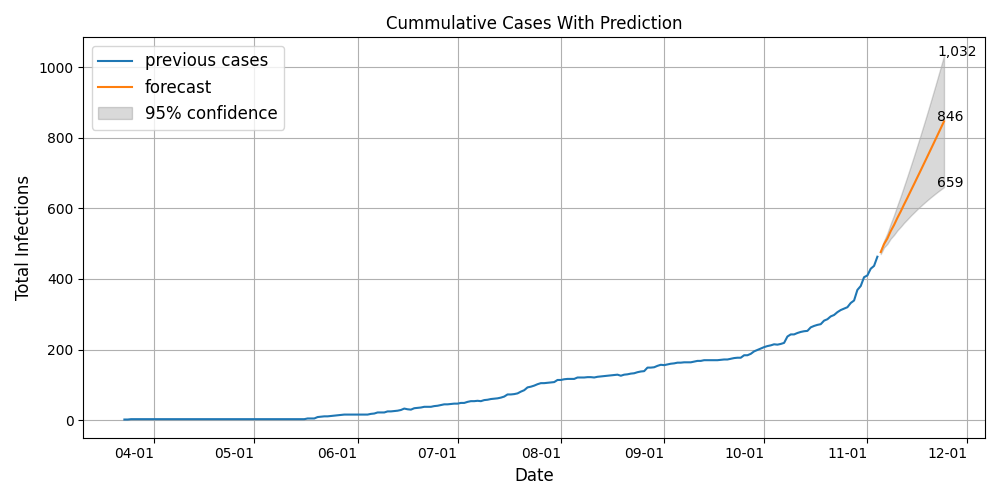 Cummulative Cases With Prediction
previous cases
forecast
95% confidence
1,032
846
659
Total Infections
1000
800
600
400
200
0
04-01 05-01 06-01 07-01 08-01 09-01 10-01 11-01 12-01
Date